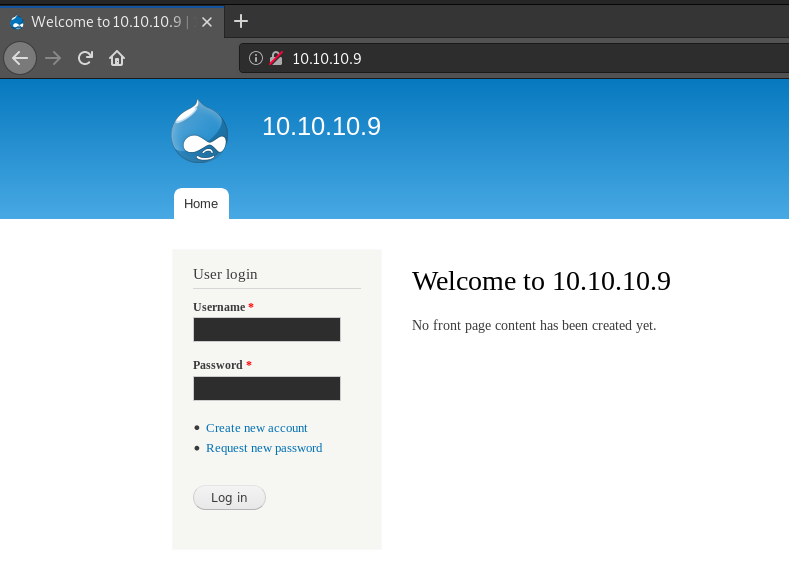 Welcome to 10.10.10.9 |
10.10.10.9
10.10.10.9
Home
User login
Username *
Password *
Create new account
Request new password
Log in
Welcome to 10.10.10.9
No front page content has been created yet.